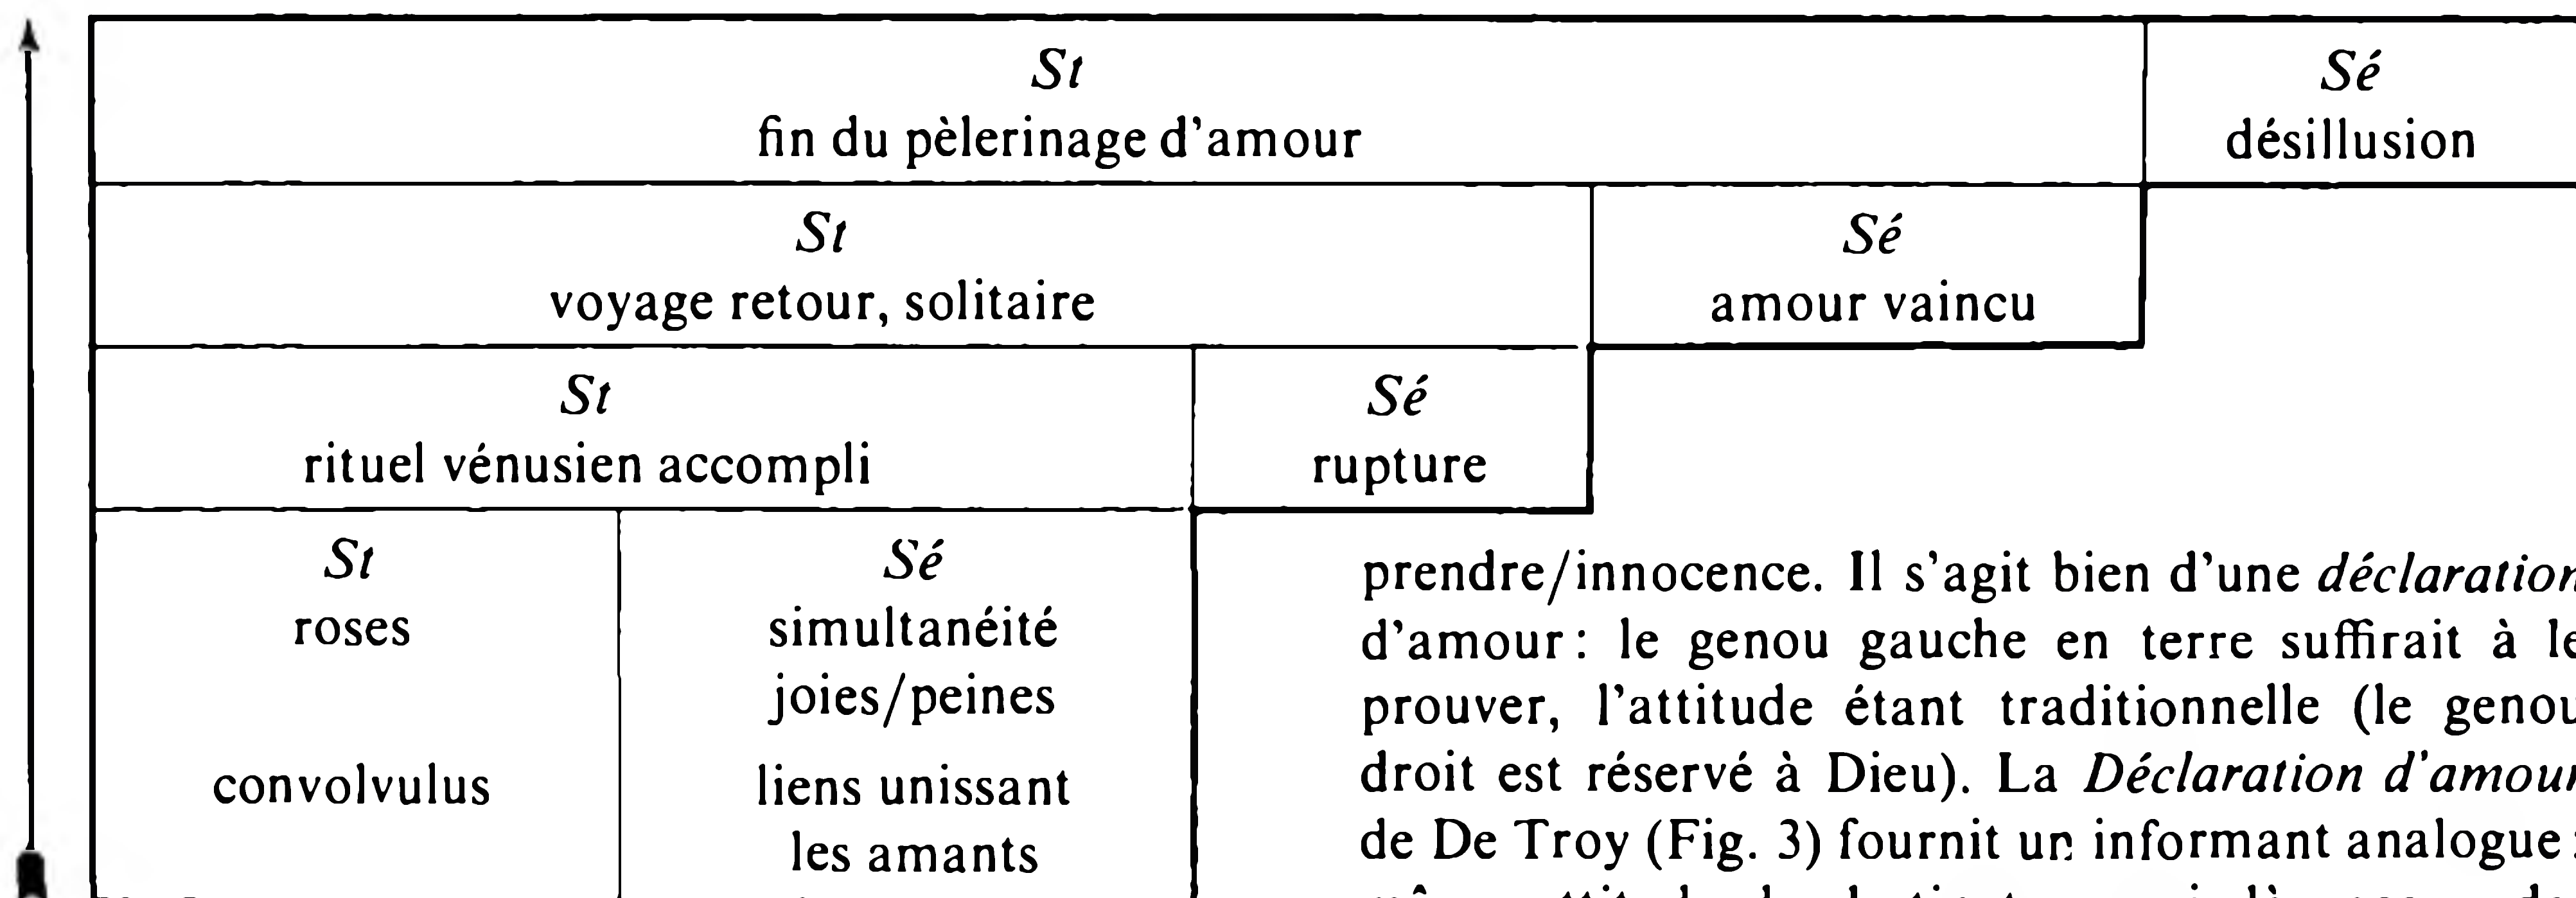 St
fin du pèlerinage d'amour
Sé
désillusion
St
voyage retour, solitaire
Sé
amour vaincu
St
rituel vénusien accompli
Sé
rupture
St
roses
convolvulus
Sé
simultanéité
joies/peines
liens unissant
les amants
prendre/innocence. Il s'agit bien d'une déclaration
d'amour: le genou gauche en terre suffirait à le
prouver, l'attitude étant traditionnelle (le genou
droit est réservé à Dieu). La Déclaration d'amour
de De Troy (Fig. 3) fournit un informant analogue: